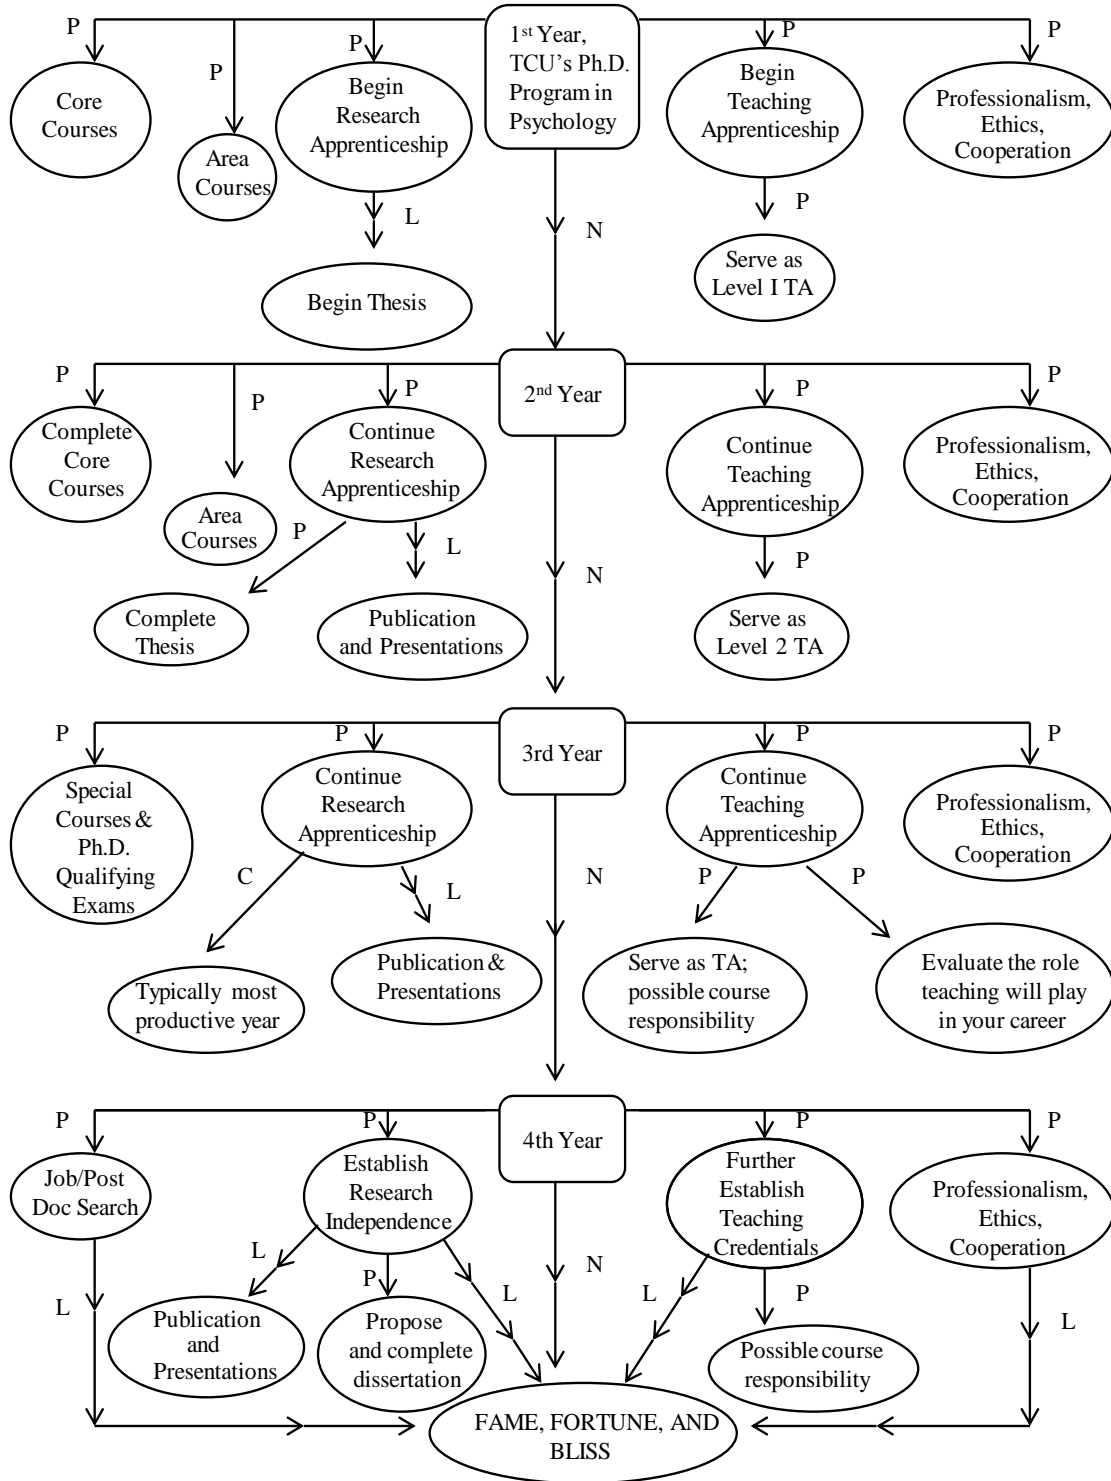 P
P
P
1st Year,
TCU's Ph.D.
Program in
Psychology
P
P
Core
Courses
Area
Courses
Begin
Research
Apprenticeship
Begin
Teaching
Apprenticeship
Professionalism,
Ethics,
Cooperation
L
N
P
Begin Thesis
Serve as
Level I TA
P
P
P
2nd Year
P
P
Complete
Core
Courses
Area
Courses
Continue
Research
Apprenticeship
Continue
Teaching
Apprenticeship
Professionalism,
Ethics,
Cooperation
P
L
N
P
Complete
Thesis
Publication
and Presentations
Serve as
Level 2 TA
P
P
3rd Year
P
P
Special
Courses &
Ph.D.
Qualifying
Exams
Continue
Research
Apprenticeship
Continue
Teaching
Apprenticeship
Professionalism,
Ethics,
Cooperation
C
L
N
P
P
Typically most
productive year
Publication &
Presentations
Serve as TA;
possible course
responsibility
Evaluate the role
teaching will play
in your career
P
P
4th Year
P
P
Job/Post
Doc Search
Establish
Research
Independence
Further
Establish
Teaching
Credentials
Professionalism,
Ethics,
Cooperation
L
L
P
L
N
L
P
L
Publication
and
Presentations
Propose
and complete
dissertation
Possible course
responsibility
FAME, FORTUNE, AND
BLISS